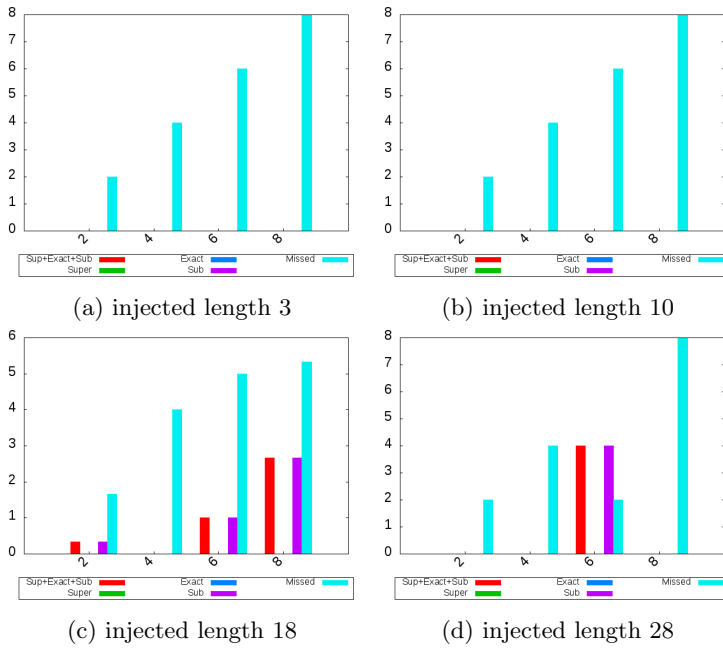 8 8
7 7
6 6
5 5
4 4
3 3
2 2
1 1
0 0
2 4 6 8 2 4 6 8
Sup+Exact+Sub Exact Missed Sup+Exact+Sub Exact Missed
Super Sub Super Sub
(a) injected length 3 (b) injected length 10
6 8
5 7
4 6
3 5
2 4
1 3
0 2
1
0
2 4 6 8 2 4 6 8
Sup+Exact+Sub Exact Missed Sup+Exact+Sub Exact Missed
Super Sub Super Sub
(c) injected length 18 (d) injected length 28